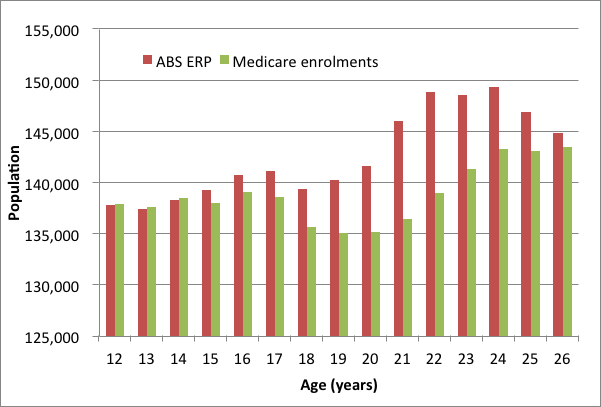 155,000
ABS ERP Medicare enrolments
150,000
145,000
140,000
135,000
130,000
125,000
Population
12 13 14 15 16 17 18 19 20 21 22 23 24 25 26
Age (years)